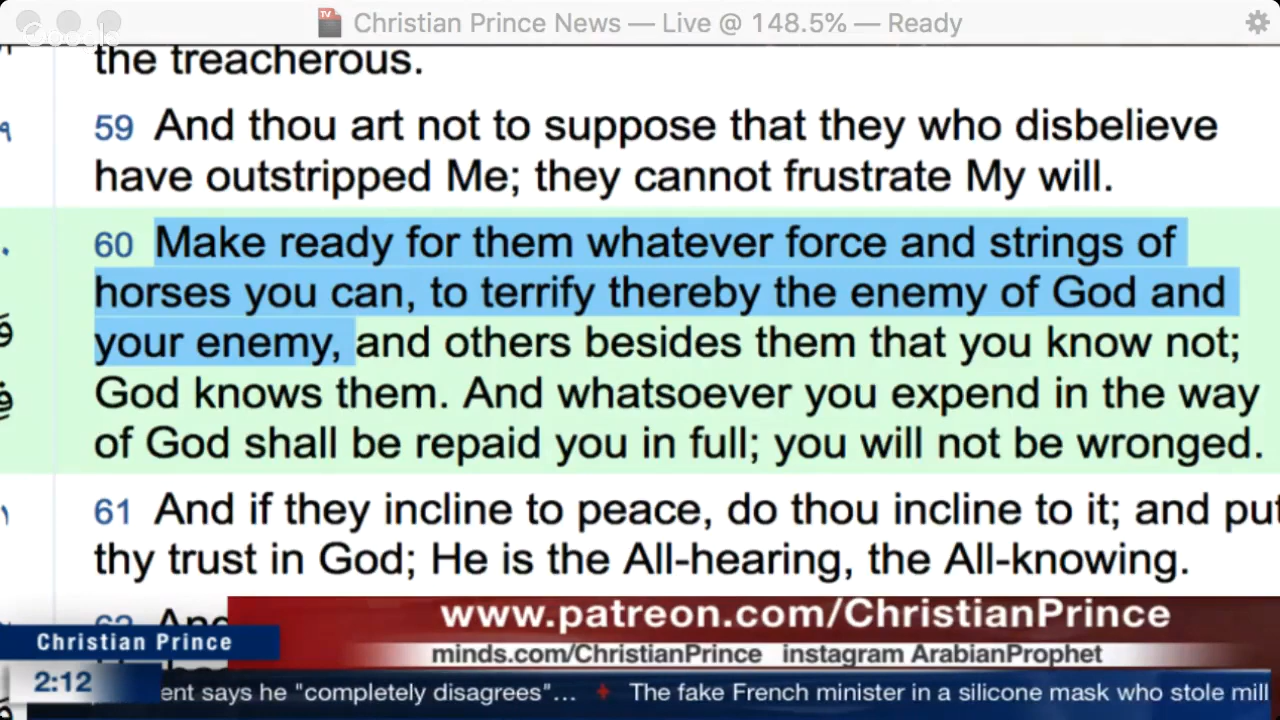 Christian Prince News — Live @ 148.5% — Ready
Google
the treacherous.
59 And thou art not to suppose that they who disbelieve
have outstripped Me; they cannot frustrate My will.
60 Make ready for them whatever force and strings of
horses you can, to terrify thereby the enemy of God and
your enemy, and others besides them that you know not;
God knows them. And whatsoever you expend in the way
of God shall be repaid you in full; you will not be wronged.
61 And if they incline to peace, do thou incline to it; and put
thy trust in God; He is the All-hearing, the All-knowing.
www.patreon.com/ChristianPrince
Christian Prince
minds.com/ChristianPrince instagram ArabianProphet
2:12
ent says he "completely disagrees"... The fake French minister in a silicone mask who stole mill